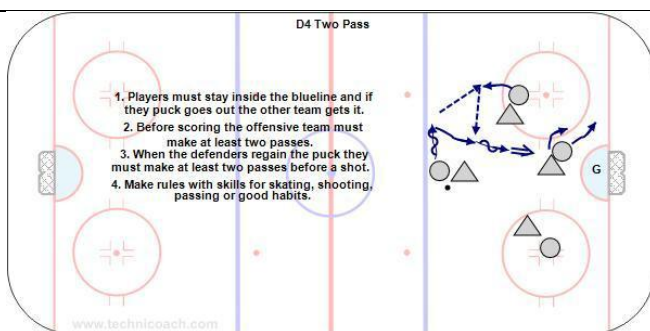 D4 Two Pass
1. Players must stay inside the blueline and if
they puck goes out the other team gets it.
2. Before scoring the offensive team must
make at least two passes.
3. When the defenders regain the puck they
must make at least two passes before a shot.
4. Make rules with skills for skating, shooting,
passing or good habits.
G
www.technicoach.com